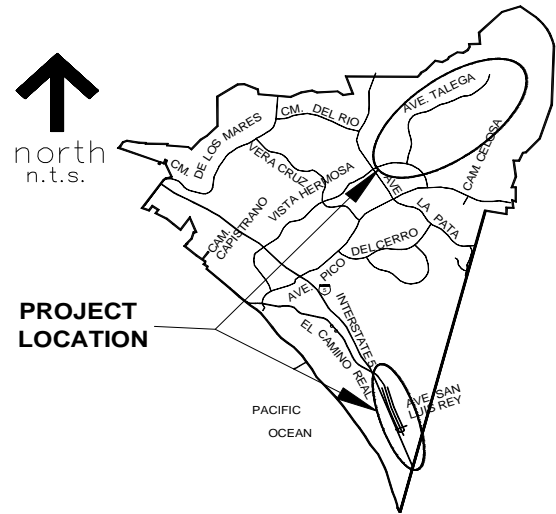 north
n.t.s.
AVE. TALEGA
CM. DEL RIO
CM. DE LOS MARES
VERA CRUZ
VISTA HERMOSA
CAM. CELOSA
AVE. LA PATA
CAM. CAPISTRANO
AVE. PICO
DEL CERRO
5
INTERSTATE 5
EL CAMINO REAL
PROJECT
LOCATION
AVE. SAN
LUIS REY
PACIFIC
OCEAN